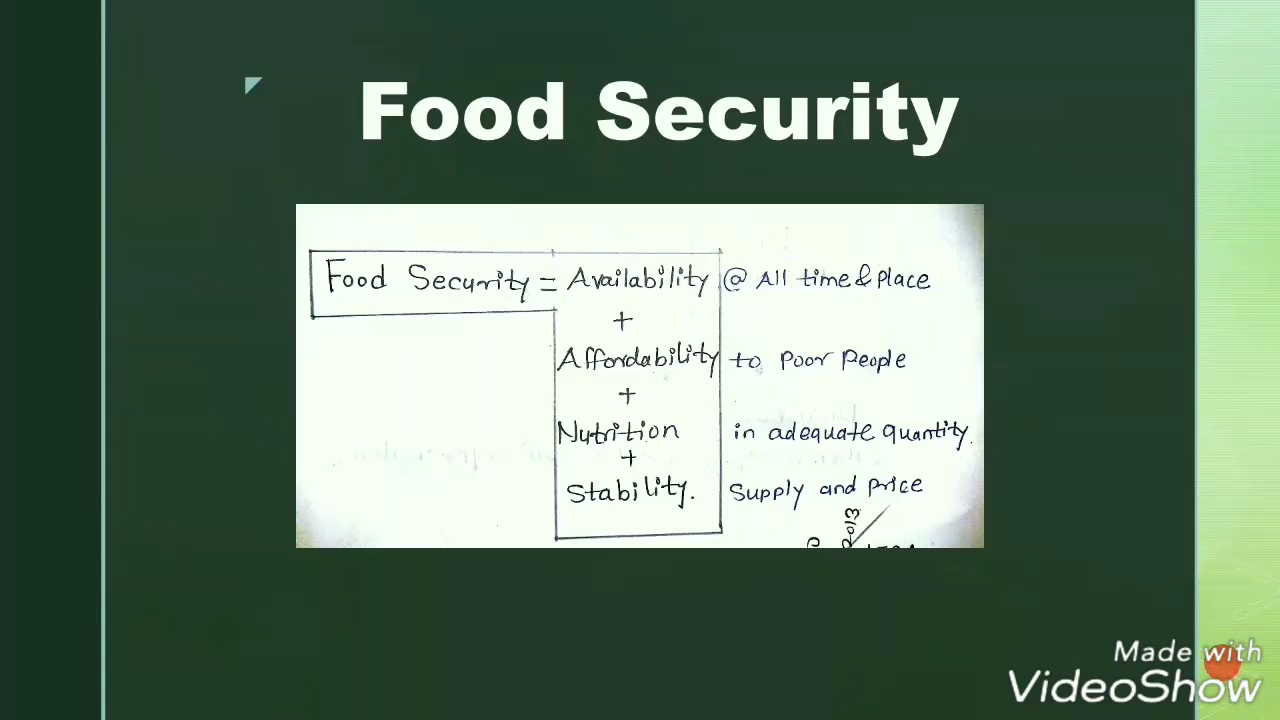 Food Security
Food Security = Availability @ All time & Place
+
Affordability to Poor People
+
Nutrition in adequate quantity.
+
Stability. Supply and Price
2013
Made with
VideoShow